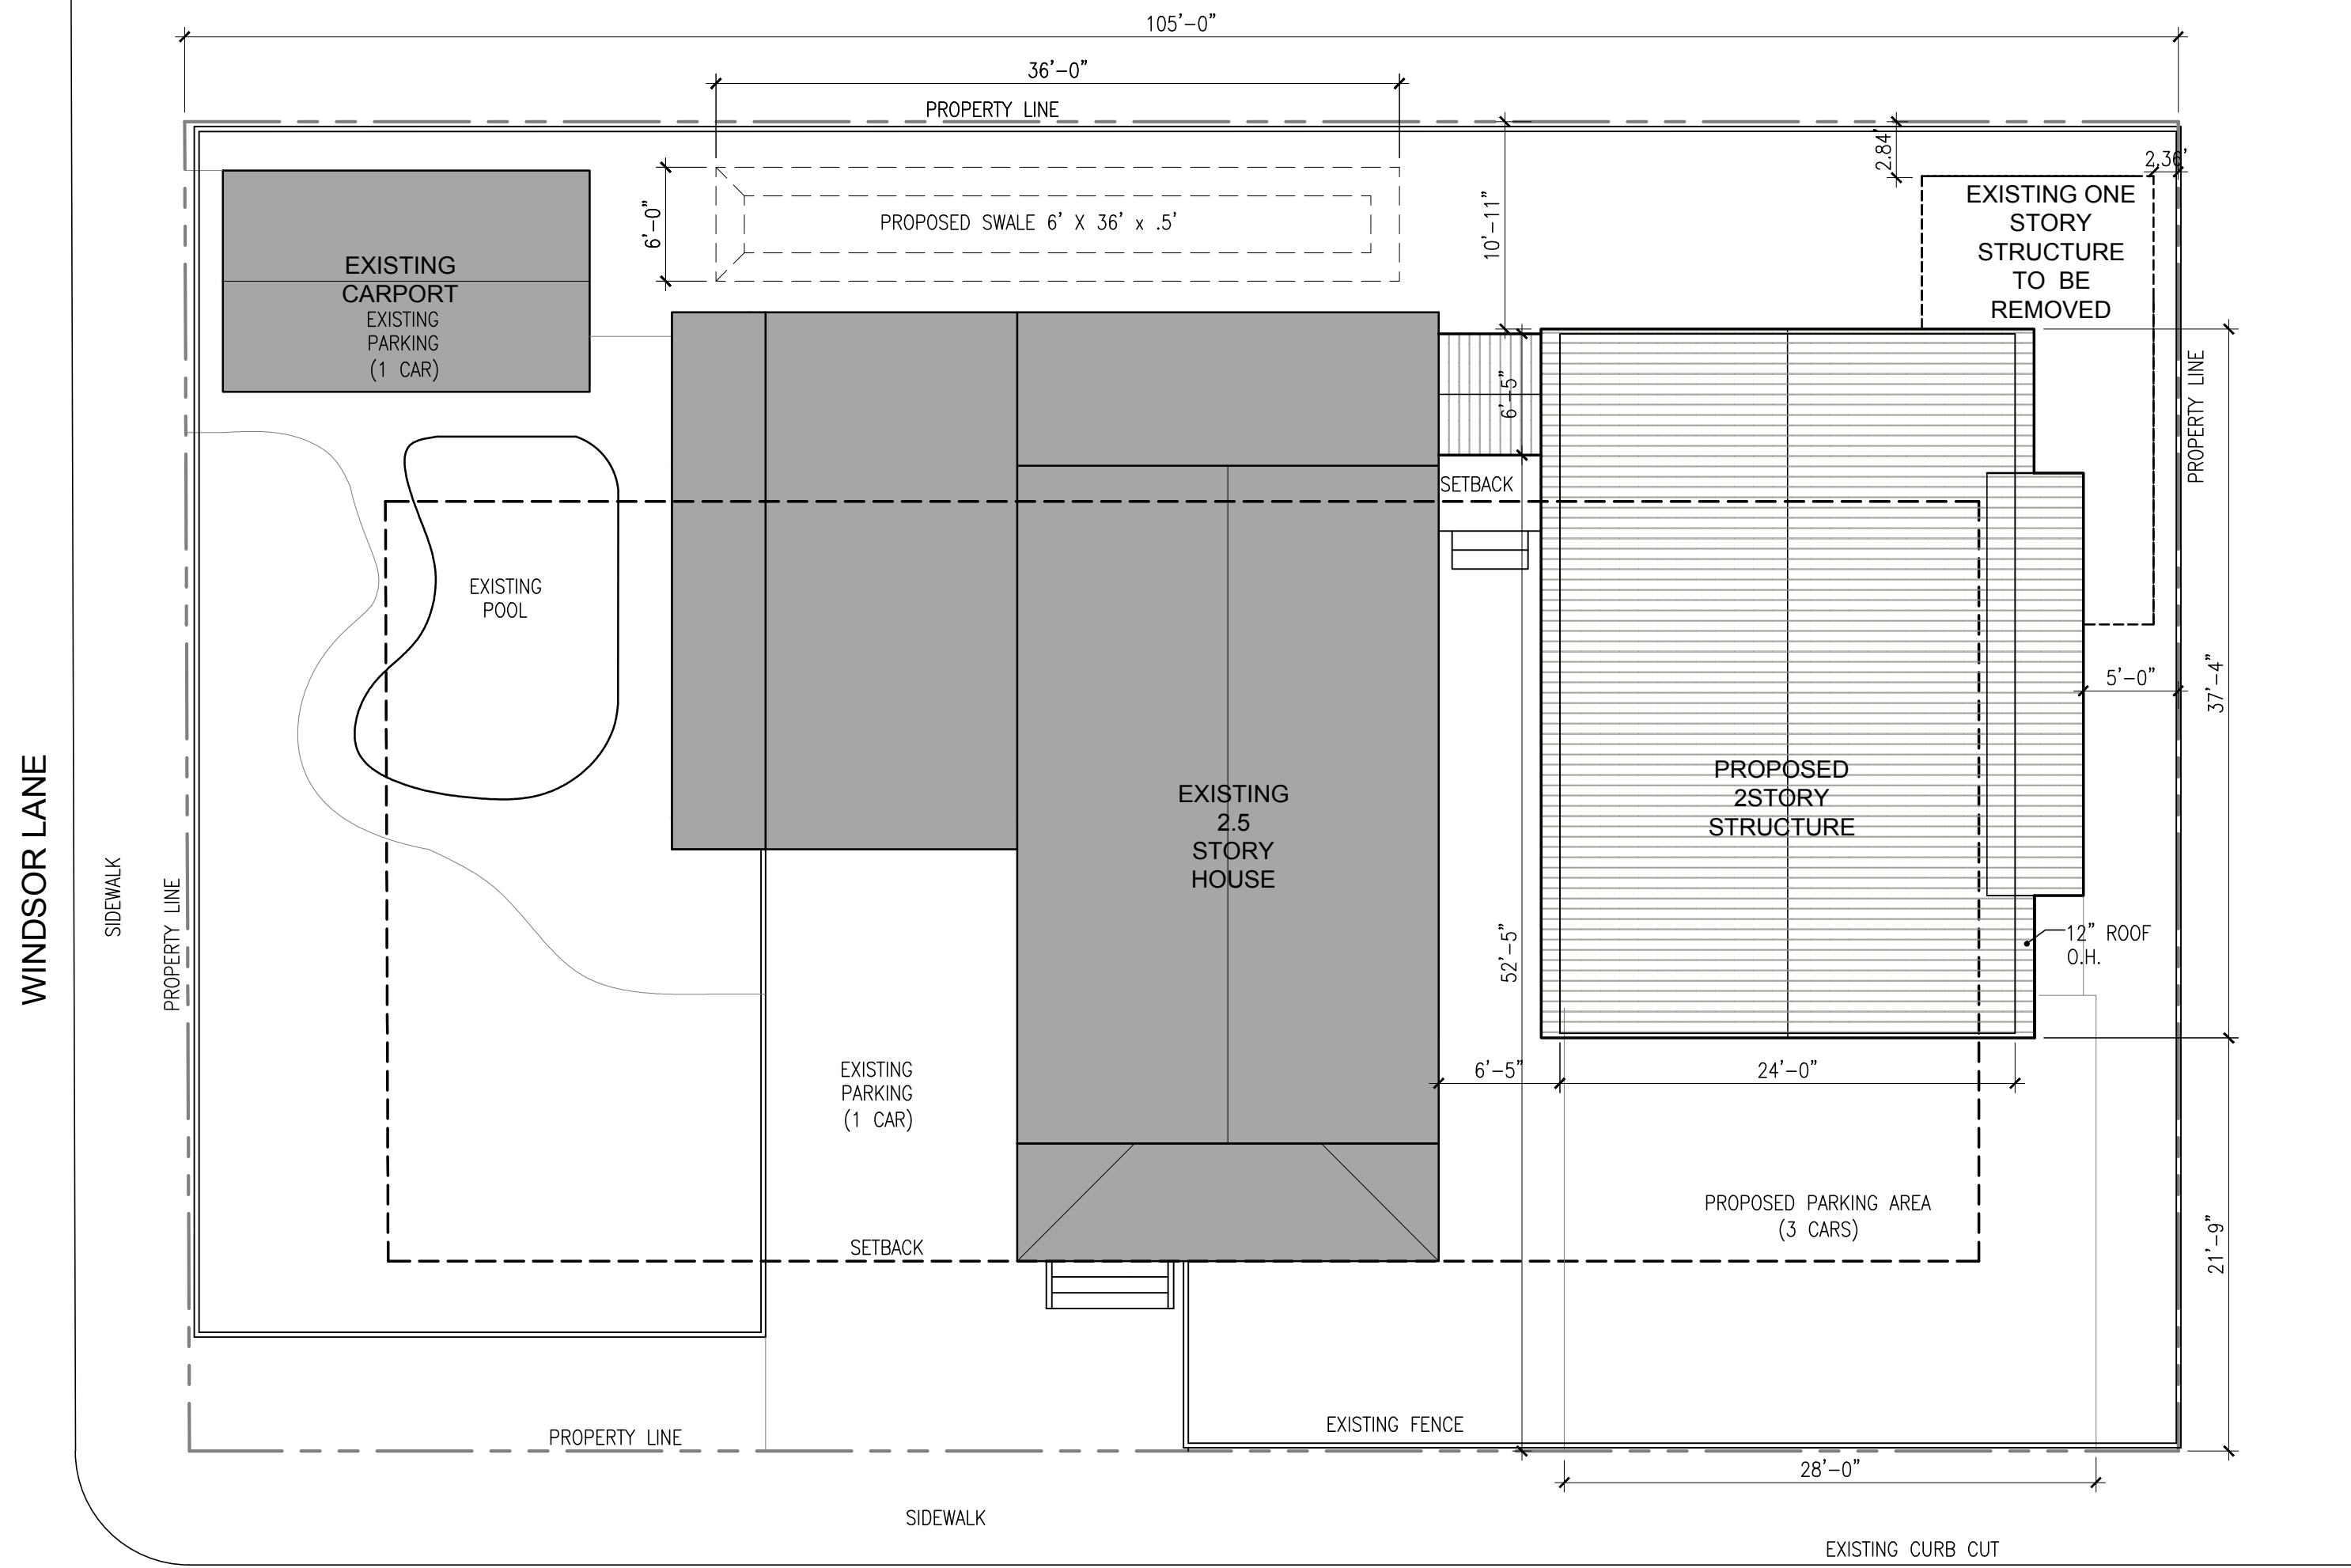 105'-0"
36'-0"
PROPERTY LINE
2.84'
2.36'
6'-0"
PROPOSED SWALE 6' X 36' x .5'
10'-11"
EXISTING ONE
STORY
STRUCTURE
TO BE
REMOVED
EXISTING
CARPORT
EXISTING
PARKING
(1 CAR)
6'-5"
PROPERTY LINE
SETBACK
EXISTING
POOL
5'-0"
37'-4"
WINDSOR LANE
SIDEWALK
PROPERTY LINE
EXISTING
2.5
STORY
HOUSE
PROPOSED
2STORY
STRUCTURE
52'-5"
12" ROOF
O.H.
EXISTING
PARKING
(1 CAR)
6'-5"
24'-0"
PROPOSED PARKING AREA
(3 CARS)
21'-9"
SETBACK
EXISTING FENCE
PROPERTY LINE
28'-0"
SIDEWALK
EXISTING CURB CUT